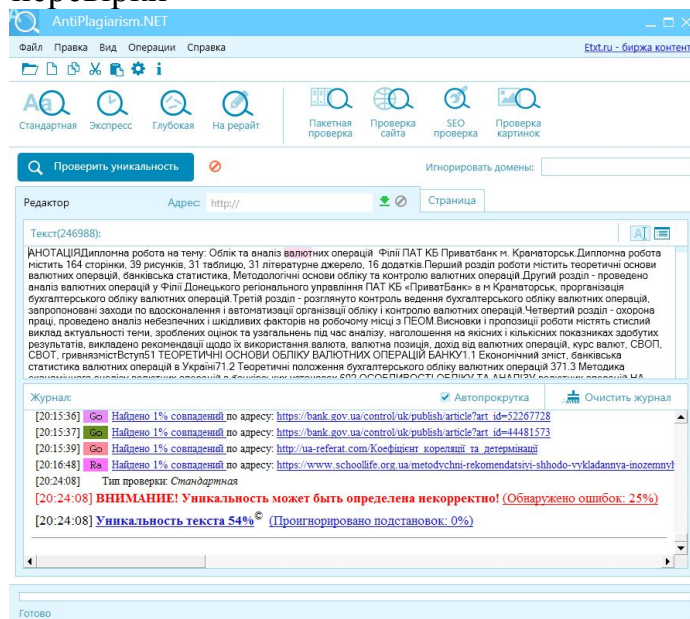 перевірки
AntiPlagiarism.NET
Файл Правка Вид Операции Справка
Etxt.ru - биржа контент
Стандартная Экспресс Глубокая На рерайт Пакетная проверка Проверка сайта SEO проверка Проверка картинок
Проверить уникальность
Игнорировать домены:
Редактор Адрес: http://
Страница
Текст(246988):
АНОТАЦІЯДипломна робота на тему: Облік та аналіз валютних операцій Філії ПАТ КБ Приватбанк м. Краматорськ.Дипломна робота
містить 164 сторінки, 39 рисунків, 31 таблицю, 31 літературне джерело, 16 додатків.Перший розділ роботи містить теоретичні основи
валютних операцій, банківська статистика, Методологічні основи обліку та контролю валютних операцій.Другий розділ - проведено
аналіз валютних операцій у Філії Донецького регіонального управління ПАТ КБ «ПриватБанк» в м Краматорськ, прорганізація
бухгалтерського обліку валютних операцій.Третій розділ - розглянуто контроль ведення бухгалтерського обліку валютних операцій,
запропоновані заходи по вдосконалення і автоматизації організації обліку і контролю валютних операцій.Четвертий розділ - охорона
праці, проведено аналіз небезпечних і шкідливих факторів на робочому місці з ПЕОМ.Висновки і пропозиції роботи містять стислий
виклад актуальності теми, зроблених оцінок та узагальнень під час аналізу, наголошення на якісних і кількісних показниках здобутих
результатів, викладено рекомендації щодо їх використання.валюта, валютна позиція, дохід від валютних операцій, курс валют, СВОП,
СВОТ, гривнязмістВступ51 ТЕОРЕТИЧНІ ОСНОВИ ОБЛІКУ ВАЛЮТНИХ ОПЕРАЦІЙ БАНКУ1.1 Економічний зміст, банківська
статистика валютних операцій в Україні71.2 Теоретичні положення бухгалтерського обліку валютних операцій 371.3 Методика
Журнал:
Автопрокрутка
Очистить журнал
[20:15:36] Go Найдено 1% совпадений по адресу: https://bank.gov.ua/control/uk/publish/article?art_id=52267728
[20:15:37] Go Найдено 1% совпадений по адресу: https://bank.gov.ua/control/uk/publish/article?art_id=44481573
[20:15:39] Go Найдено 1% совпадений по адресу: http://ua-referat.com/Коефіцієнт_кореляції_та_детермінації
[20:16:48] Ra Найдено 1% совпадений по адресу: https://www.schoollife.org.ua/metodychni-rekomendatsiyi-shhodo-vykladannya-inozemnyh
[20:24:08] Тип проверки: Стандартная
[20:24:08] ВНИМАНИЕ! Уникальность может быть определена некорректно! (Обнаружено ошибок: 25%)
[20:24:08] Уникальность текста 54%© (Проигнорировано подстановок: 0%)
Готово